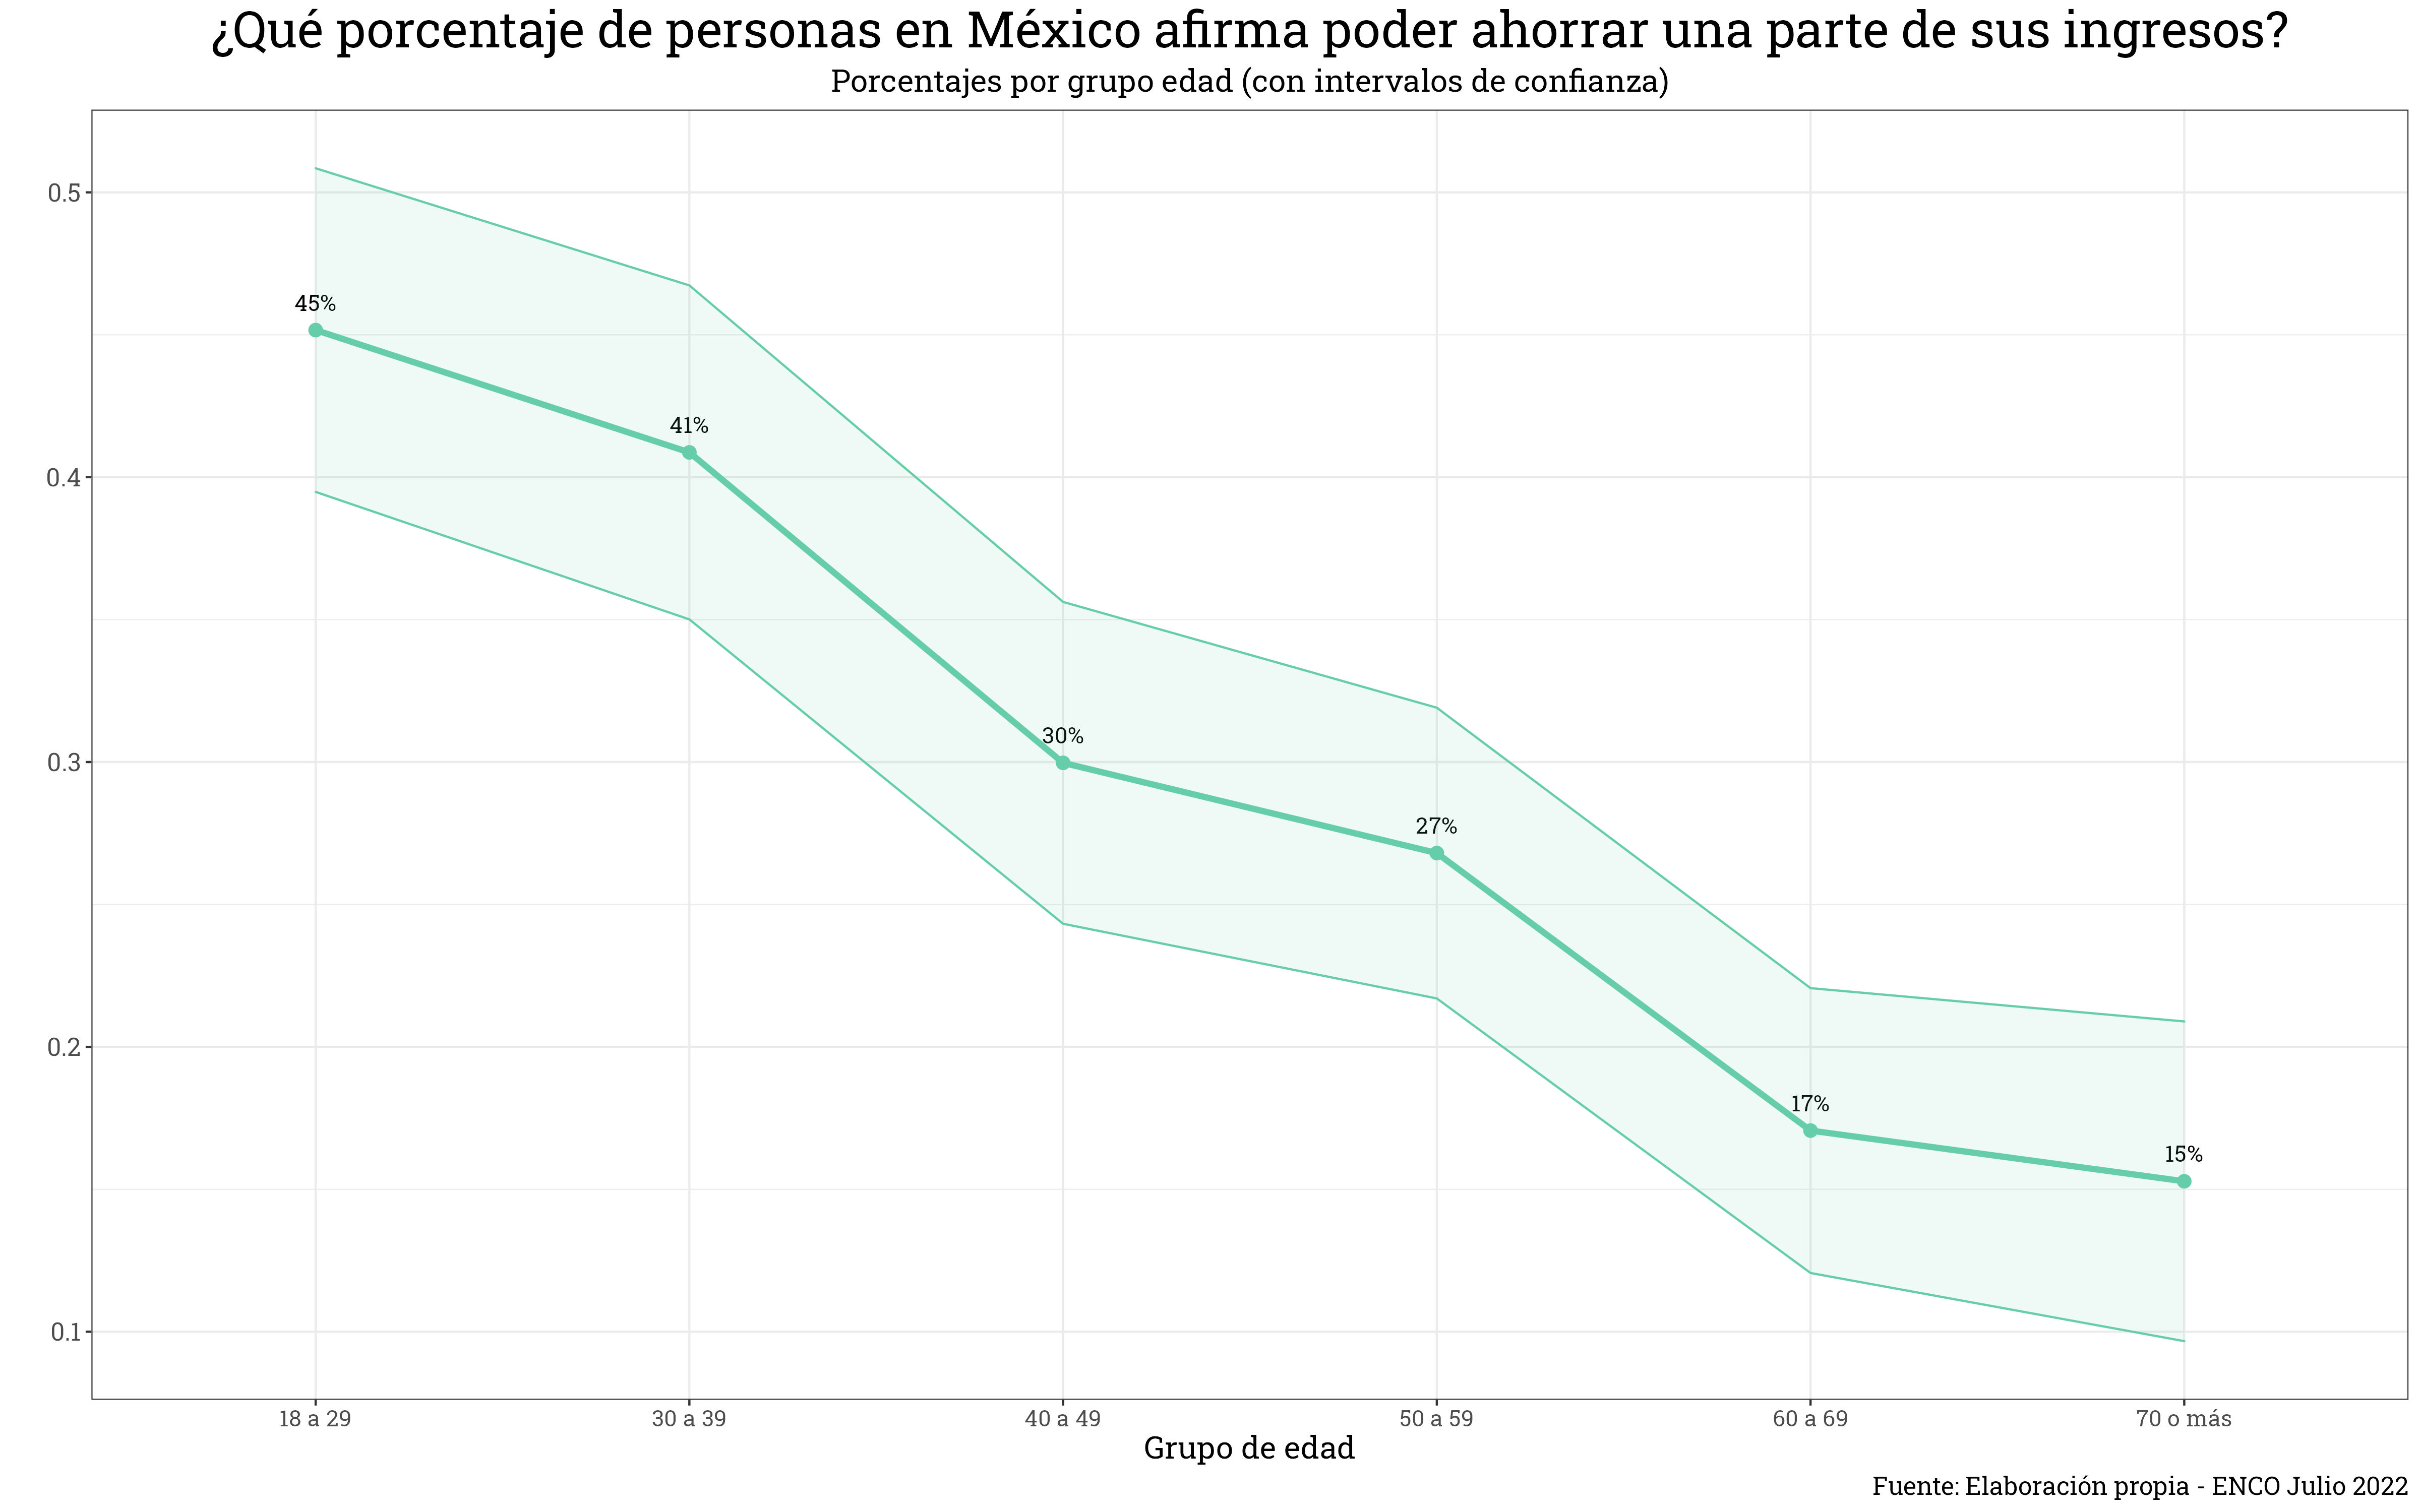 ¿Qué porcentaje de personas en México afirma poder ahorrar una parte de sus ingresos?
Porcentajes por grupo edad (con intervalos de confianza)
0.5
0.4
0.3
0.2
0.1
45%
41%
30%
27%
17%
15%
18 a 29
30 a 39
40 a 49
50 a 59
60 a 69
70 o más
Grupo de edad
Fuente: Elaboración propia - ENCO Julio 2022